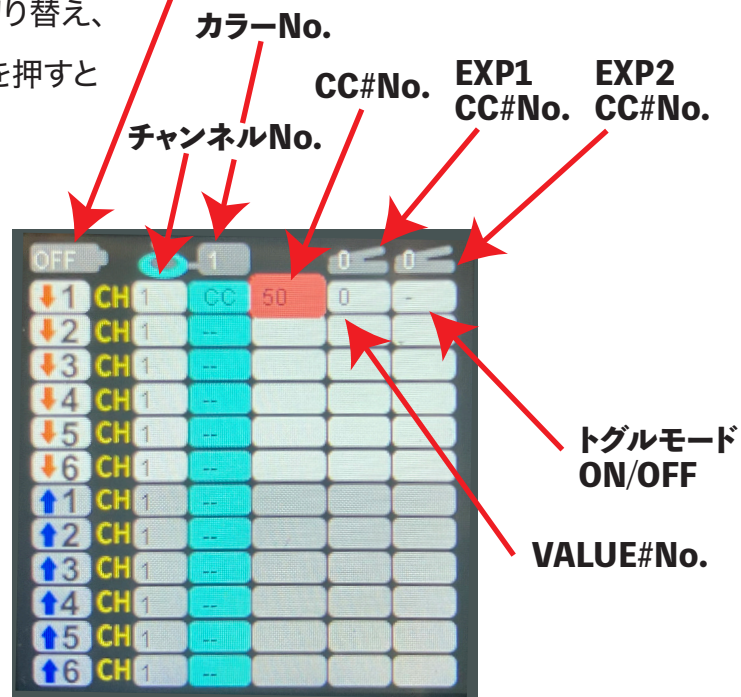 り替え、
を押すと
カラーNo.
CC#No.
EXP1
CC#No.
EXP2
CC#No.
チャンネルNo.
OFF 1 0 0
1 CH 1 CC 50 0 -
2 CH 1 --
3 CH 1 --
4 CH 1 --
5 CH 1 --
6 CH 1 --
1 CH 1 --
2 CH 1 --
3 CH 1 --
4 CH 1 --
5 CH 1 --
6 CH 1 --
トグルモード
ON/OFF
VALUE#No.